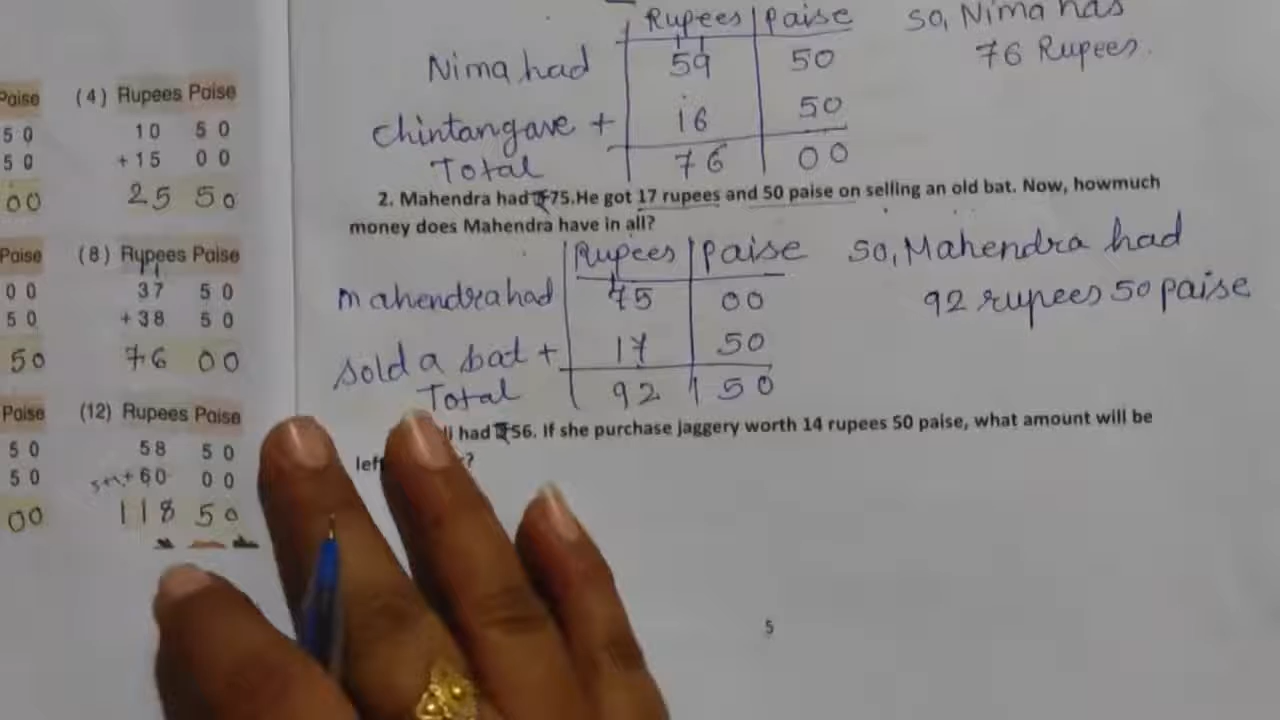 Paise
50
50
00
Paise
00
50
50
Paise
50
50
00
(4) Rupees Paise
10 50
+15 00
25 50
(8) Rupees Paise
11
37 50
+38 50
76 00
(12) Rupees Paise
58 50
+60 00
118 50
Rupees Paise
11
Nima had 59 50
Chintan gave + 16 50
Total 76 00
So, Nima has
76 Rupees.
2. Mahendra had ₹75.He got 17 rupees and 50 paise on selling an old bat. Now, howmuch
money does Mahendra have in all?
Rupees Paise
1
Mahendra had 75 00
sold a bat + 17 50
Total 92 50
So, Mahendra had
92 rupees 50 paise
had ₹56. If she purchase jaggery worth 14 rupees 50 paise, what amount will be
left
5